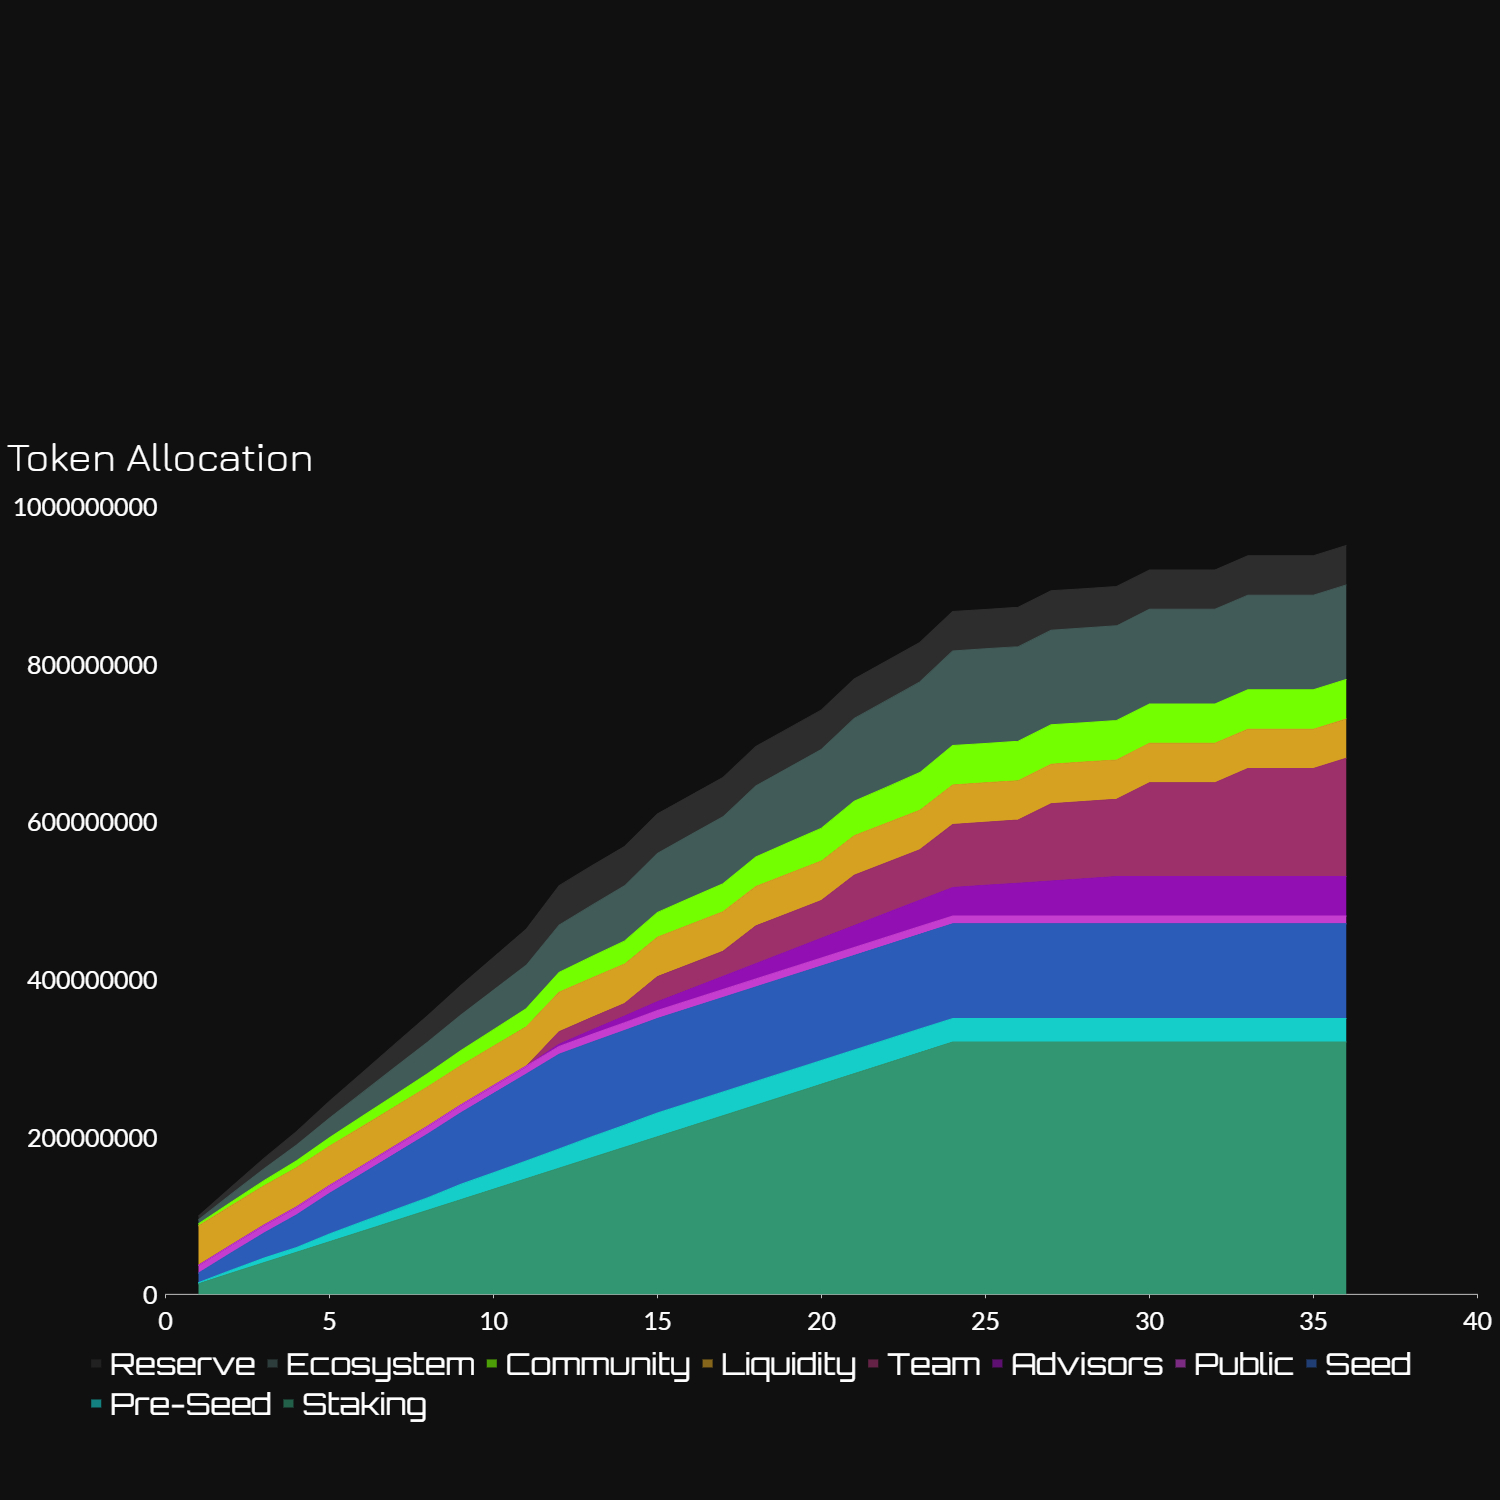 Token Allocation
1000000000
800000000
600000000
400000000
200000000
0
0 5 10 15 20 25 30 35 40
Reserve Ecosystem Community Liquidity Team Advisors Public Seed
Pre-Seed Staking